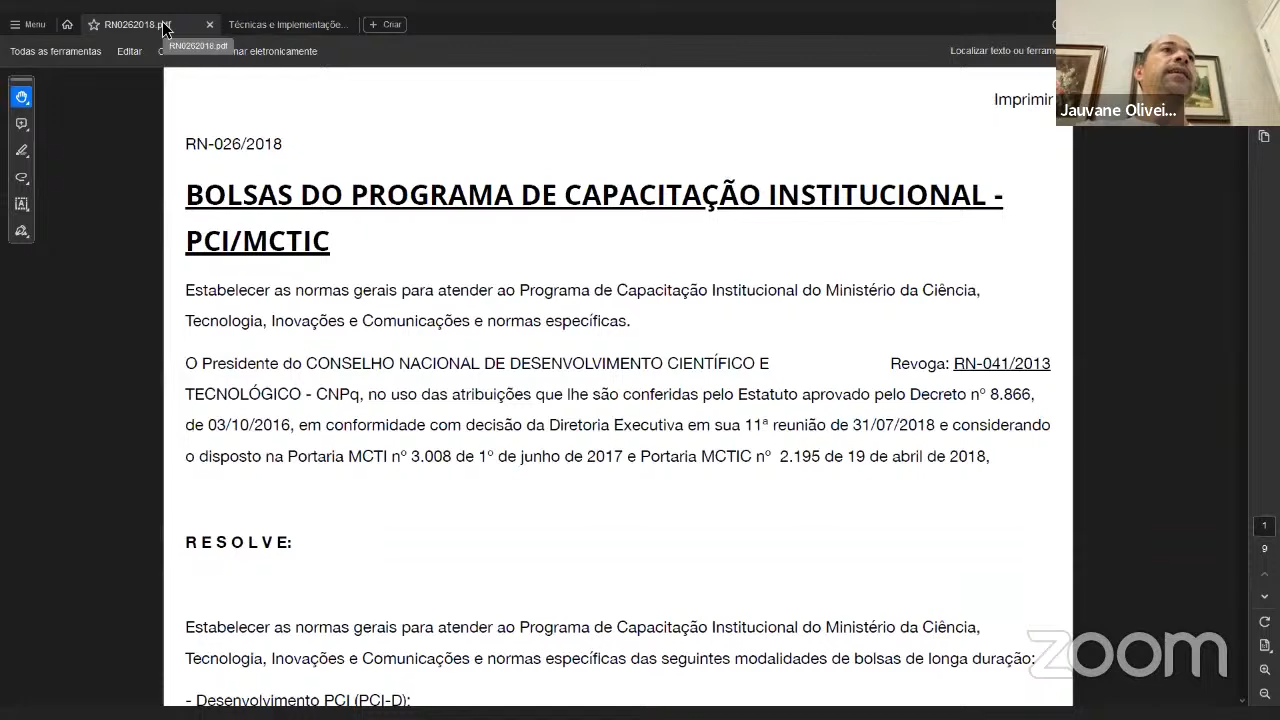 Menu
RN0262018.pdf
Técnicas e Implementaçõe...
Criar
RN0262018.pdf
Todas as ferramentas
Editar
nar eletronicamente
Localizar texto ou ferram
Jauvane Olivei...
Imprimir
RN-026/2018
BOLSAS DO PROGRAMA DE CAPACITAÇÃO INSTITUCIONAL -
PCI/MCTIC
Estabelecer as normas gerais para atender ao Programa de Capacitação Institucional do Ministério da Ciência,
Tecnologia, Inovações e Comunicações e normas específicas.
O Presidente do CONSELHO NACIONAL DE DESENVOLVIMENTO CIENTÍFICO E
Revoga: RN-041/2013
TECNOLÓGICO - CNPq, no uso das atribuições que lhe são conferidas pelo Estatuto aprovado pelo Decreto nº 8.866,
de 03/10/2016, em conformidade com decisão da Diretoria Executiva em sua 11ª reunião de 31/07/2018 e considerando
o disposto na Portaria MCTI nº 3.008 de 1º de junho de 2017 e Portaria MCTIC nº 2.195 de 19 de abril de 2018,
R E S O L V E:
1
9
Estabelecer as normas gerais para atender ao Programa de Capacitação Institucional do Ministério da Ciência,
Tecnologia, Inovações e Comunicações e normas específicas das seguintes modalidades de bolsas de longa duração:
- Desenvolvimento PCI (PCI-D):
zoom